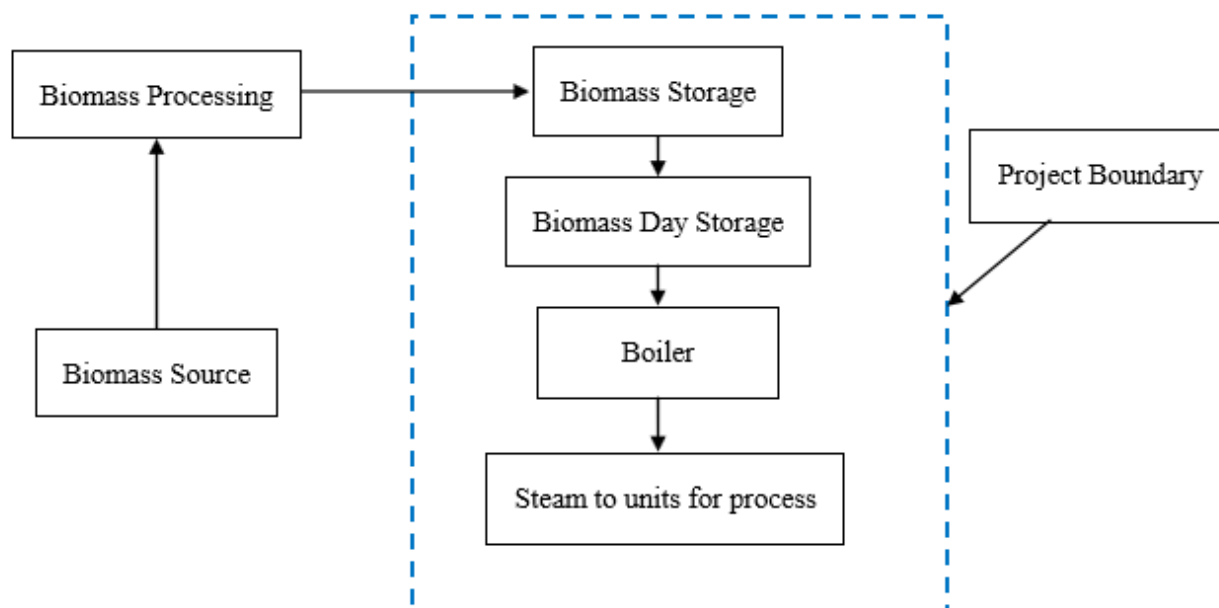 Biomass Processing
Biomass Storage
Project Boundary
Biomass Day Storage
Boiler
Biomass Source
Steam to units for process